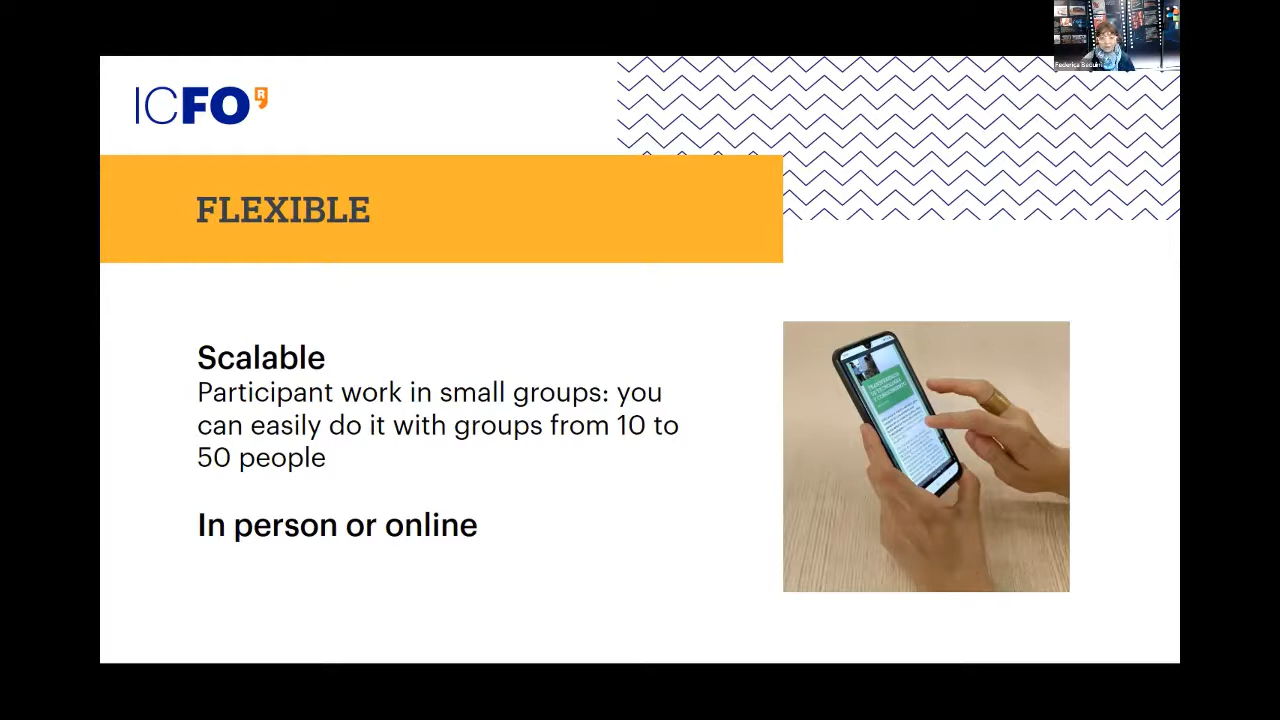 ICFOR
FLEXIBLE
Scalable
Participant work in small groups: you
can easily do it with groups from 10 to
50 people
In person or online